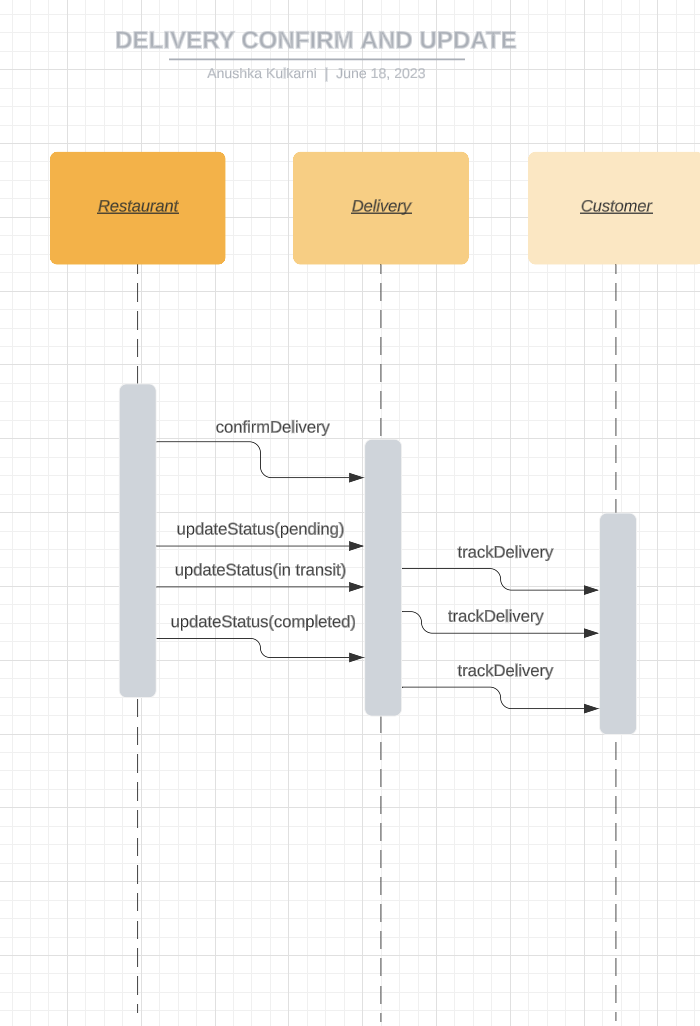 DELIVERY CONFIRM AND UPDATE
Anushka Kulkarni | June 18, 2023
Restaurant
Delivery
Customer
confirmDelivery
updateStatus(pending)
trackDelivery
updateStatus(in transit)
updateStatus(completed)
trackDelivery
trackDelivery